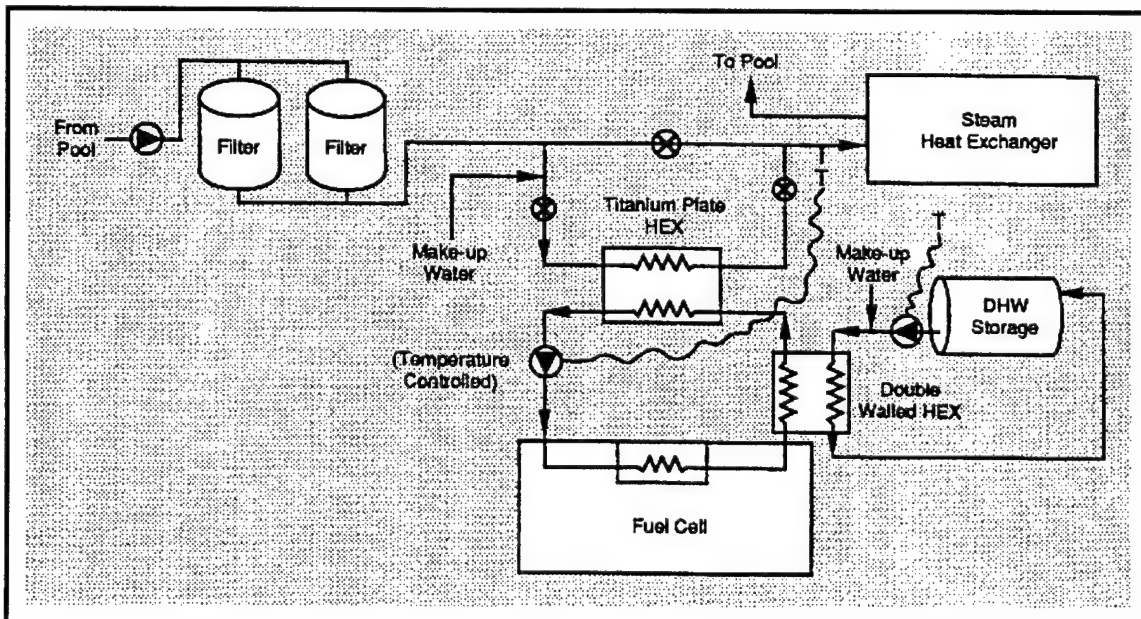 To Pool
From
Pool
Filter
Filter
Steam
Heat Exchanger
T
Titanium Plate
HEX
Make-up
Water
T
Make-up
Water
DHW
Storage
(Temperature
Controlled)
Double
Walled HEX
Fuel Cell